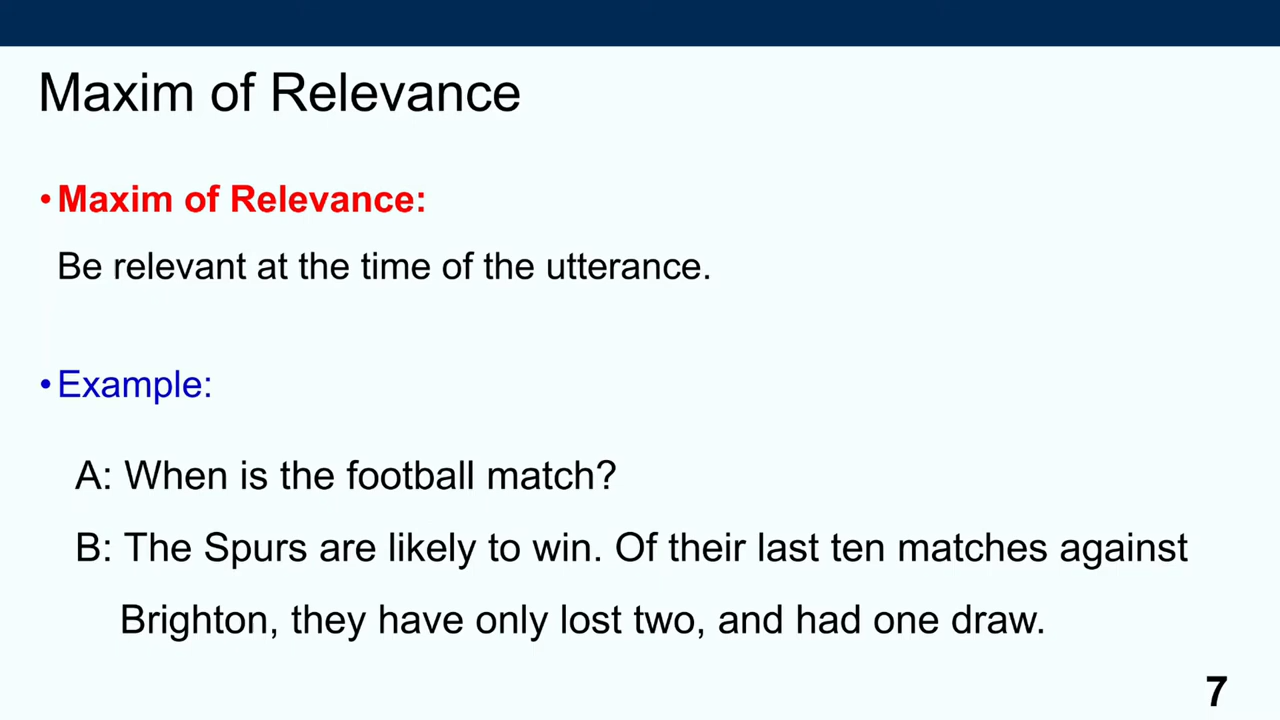 Maxim of Relevance
•Maxim of Relevance:
Be relevant at the time of the utterance.
•Example:
A: When is the football match?
B: The Spurs are likely to win. Of their last ten matches against
Brighton, they have only lost two, and had one draw.
7